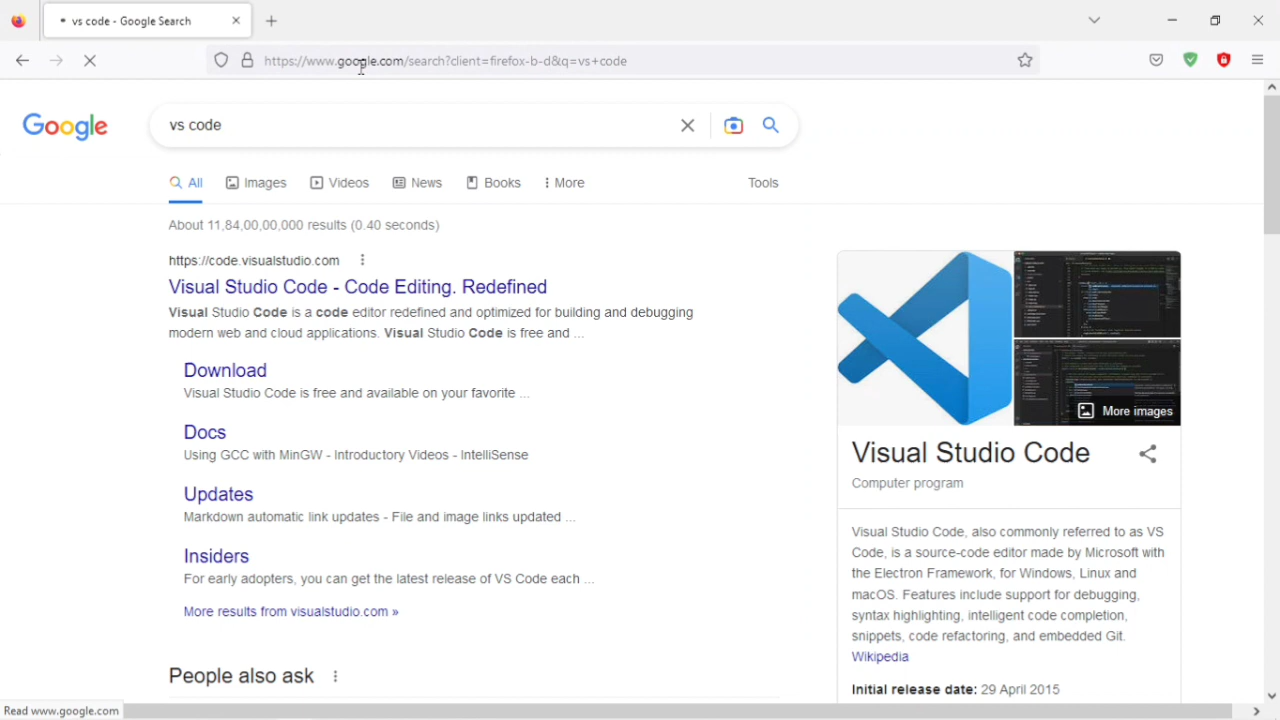 vs code - Google Search
https://www.google.com/search?client=firefox-b-d&q=vs+code
Google
vs code
All
Images
Videos
News
Books
More
Tools
About 11,84,00,00,000 results (0.40 seconds)
https://code.visualstudio.com
Visual Studio Code - Code Editing. Redefined
Visual Studio Code is a code editor redefined and optimized for building and debugging
modern web and cloud applications. Visual Studio Code is free and ...
Download
Visual Studio Code is free and available on your favorite ...
Docs
Using GCC with MinGW - Introductory Videos - IntelliSense
Updates
Markdown automatic link updates - File and image links updated ...
Insiders
For early adopters, you can get the latest release of VS Code each ...
More results from visualstudio.com »
People also ask
More images
Visual Studio Code
Computer program
Visual Studio Code, also commonly referred to as VS
Code, is a source-code editor made by Microsoft with
the Electron Framework, for Windows, Linux and
macOS. Features include support for debugging,
syntax highlighting, intelligent code completion,
snippets, code refactoring, and embedded Git.
Wikipedia
Initial release date: 29 April 2015
Read www.google.com